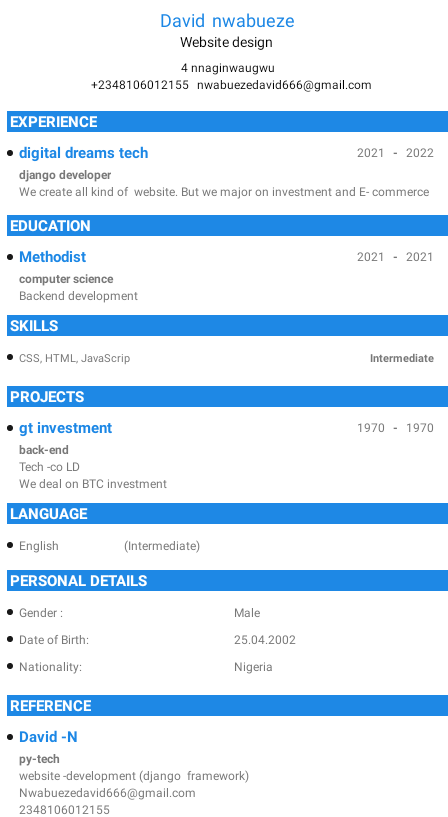 David nwabueze
Website design
4 nnaginwaugwu
+2348106012155 nwabuezedavid666@gmail.com
EXPERIENCE
digital dreams tech 2021 - 2022
django developer
We create all kind of website. But we major on investment and E- commerce
EDUCATION
Methodist 2021 - 2021
computer science
Backend development
SKILLS
CSS, HTML, JavaScrip Intermediate
PROJECTS
gt investment 1970 - 1970
back-end
Tech -co LD
We deal on BTC investment
LANGUAGE
English (Intermediate)
PERSONAL DETAILS
Gender : Male
Date of Birth: 25.04.2002
Nationality: Nigeria
REFERENCE
David -N
py-tech
website -development (django framework)
Nwabuezedavid666@gmail.com
2348106012155